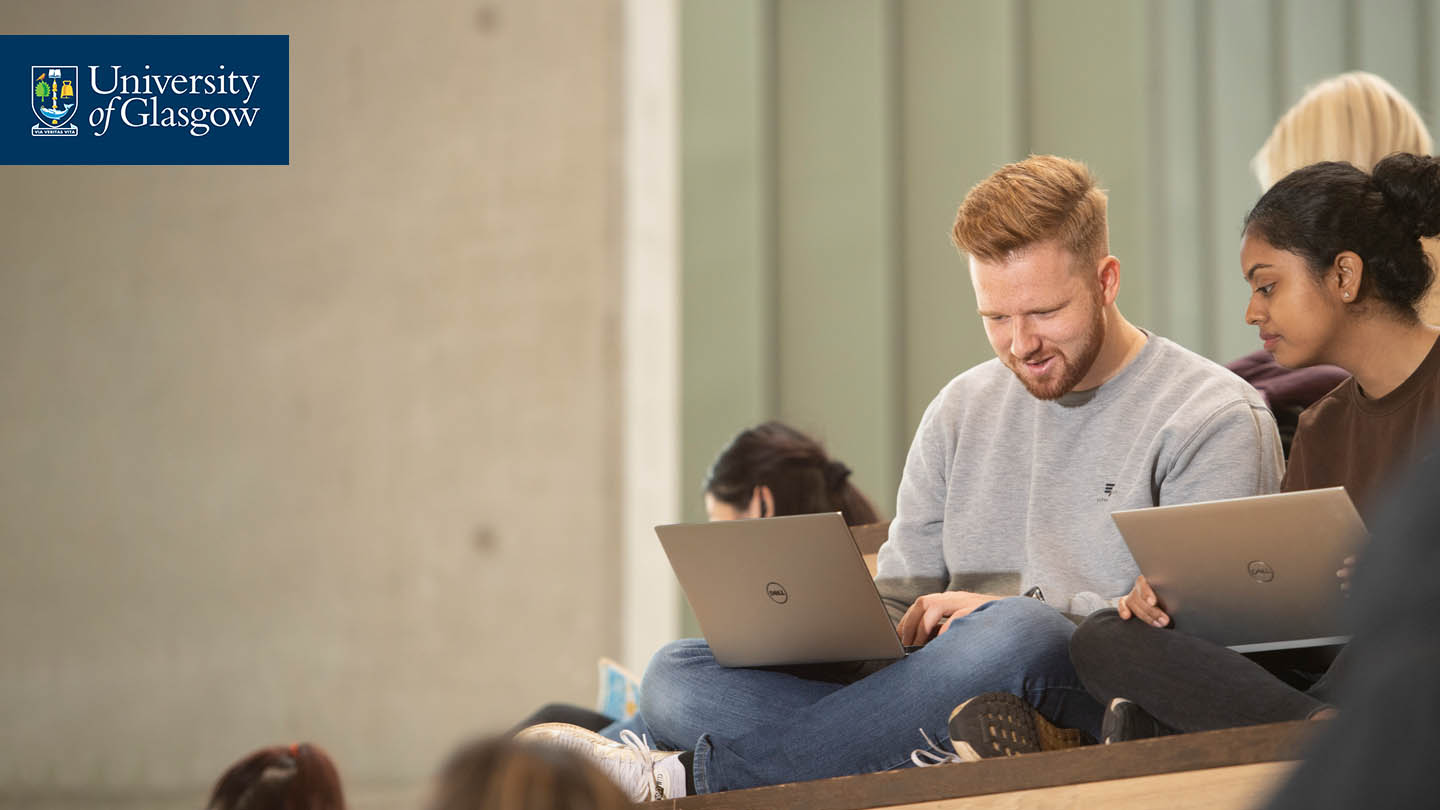 University
of Glasgow
VIA VERITAS VITA
DELL
DELL